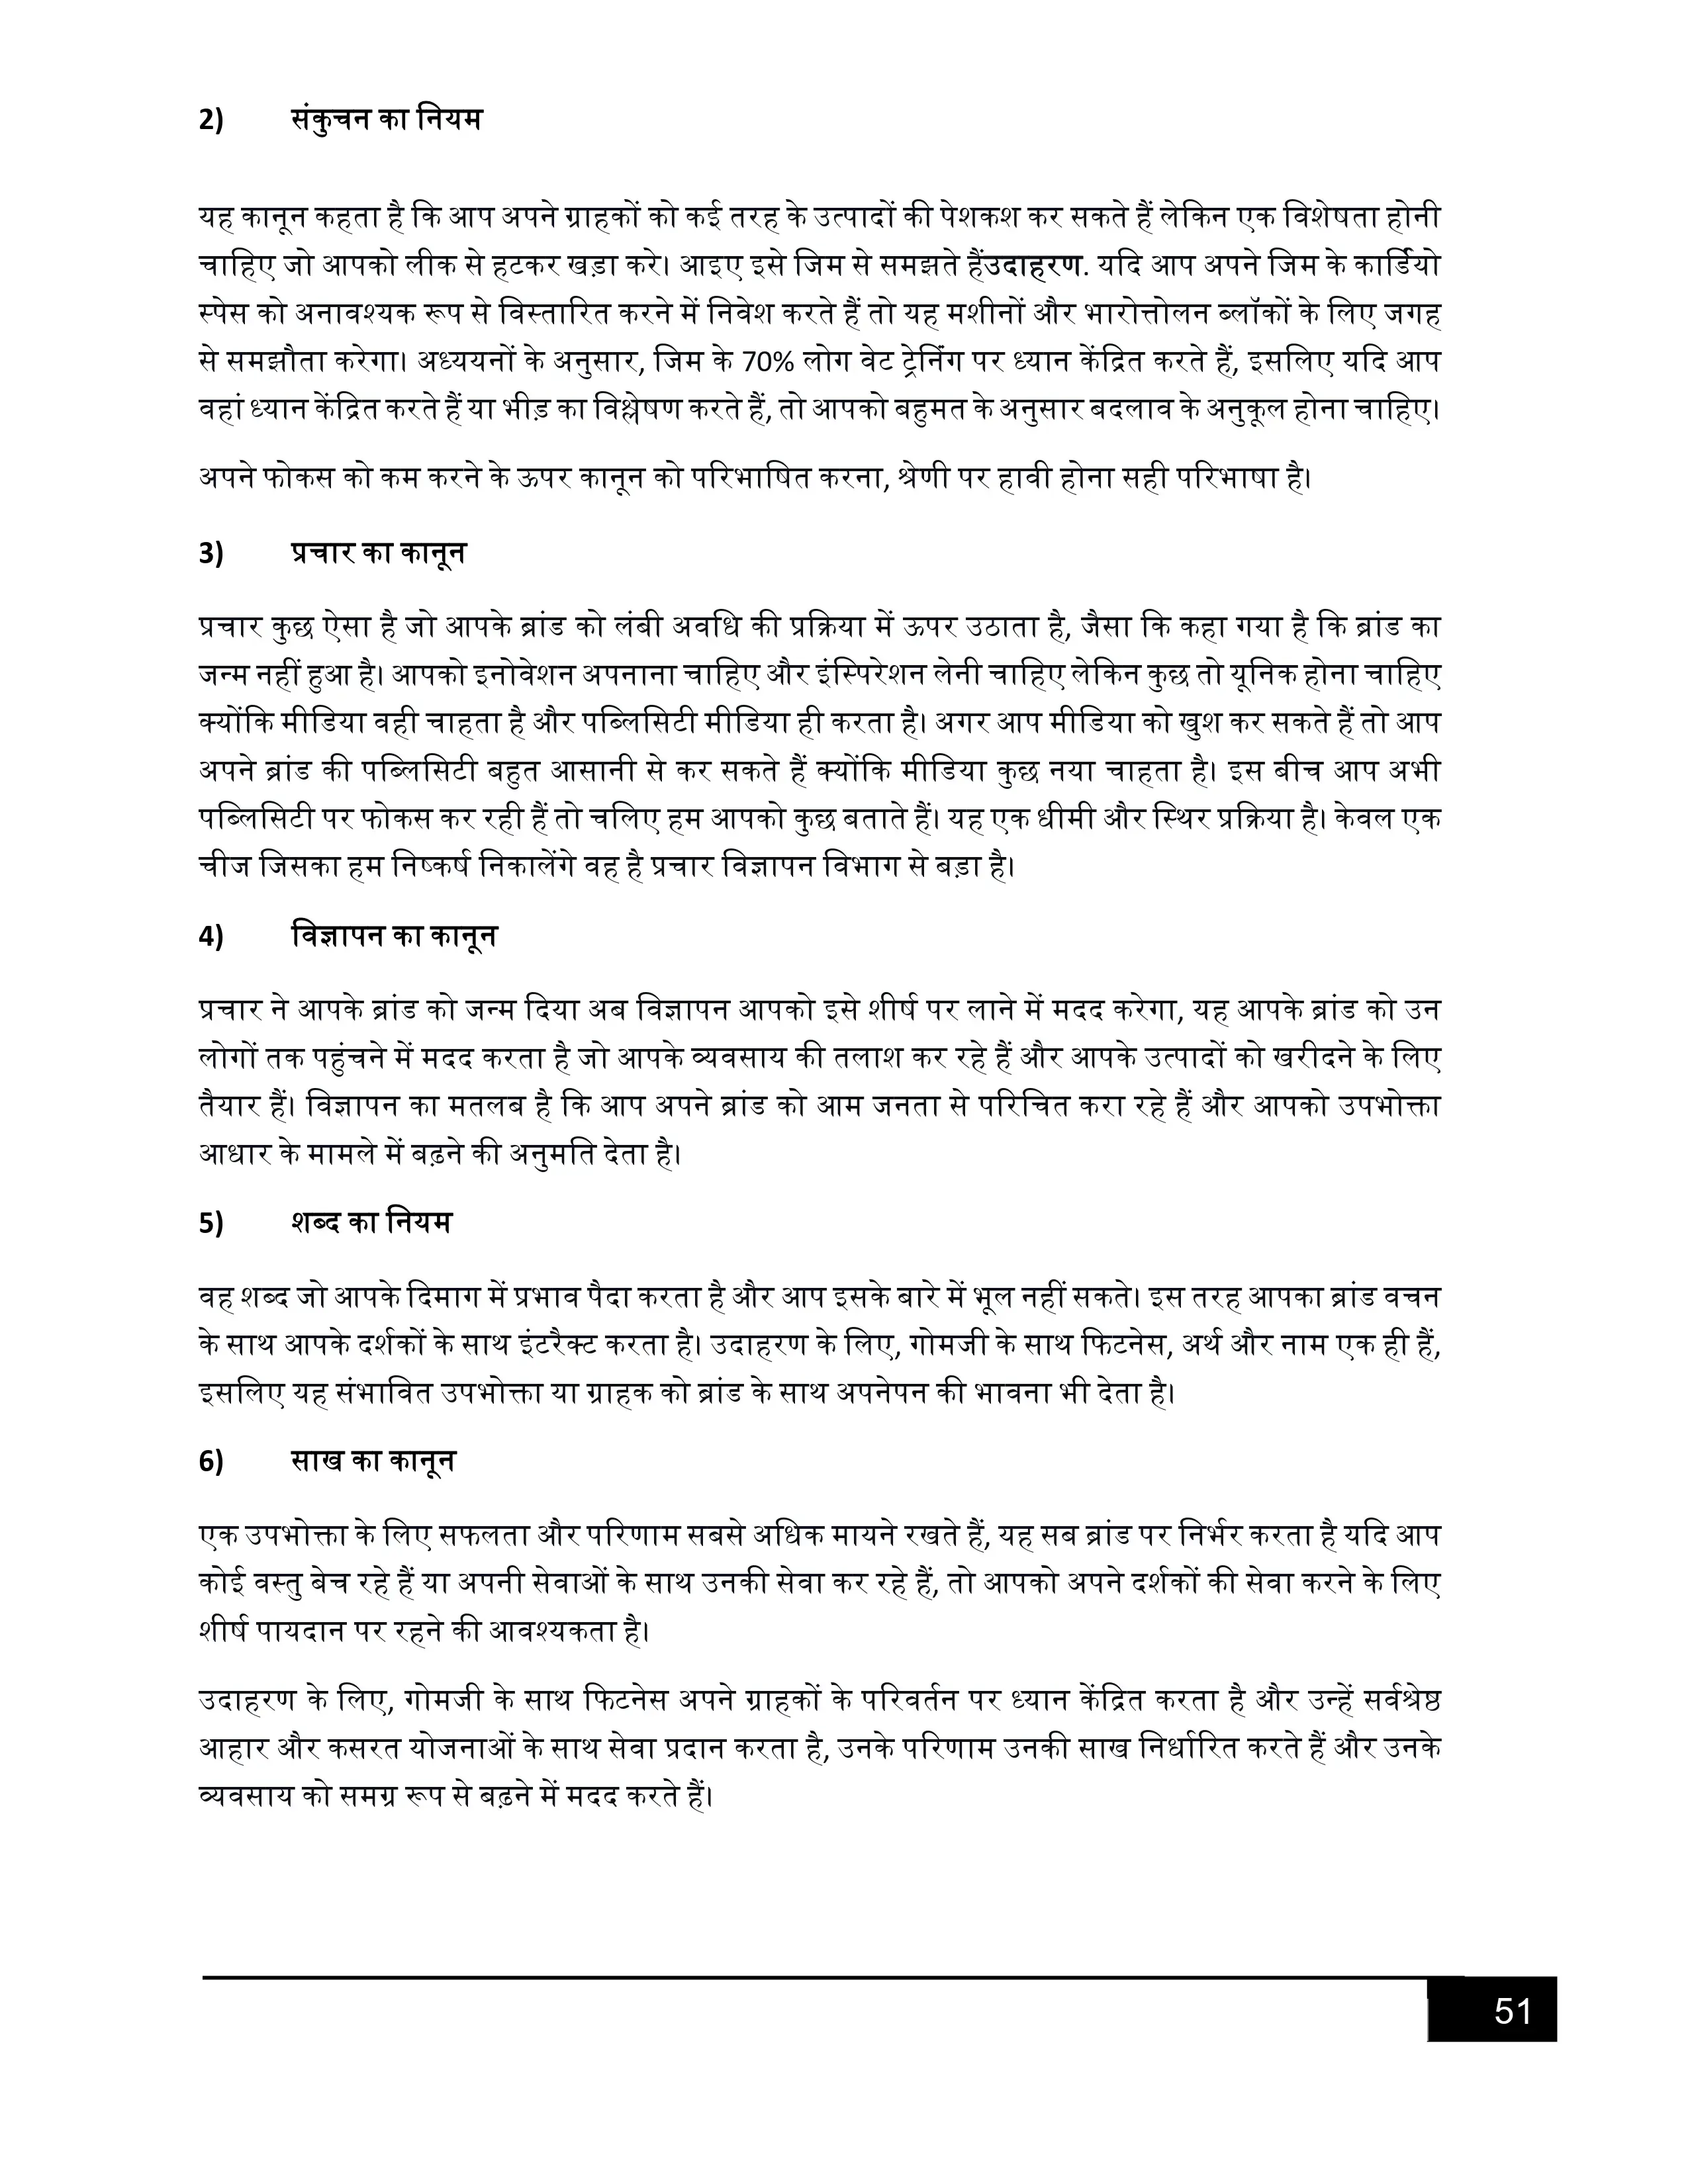 2) संकुचन का नियम
यह कानून कहता है कि आप अपने ग्राहकों को कई तरह के उत्पादों की पेशकश कर सकते हैं लेकिन एक विशेषता होनी
चाहिए जो आपको लीक से हटकर खड़ा करे। आइए इसे जिम से समझते हैंउदाहरण. यदि आप अपने जिम के कार्डियो
स्पेस को अनावश्यक रूप से विस्तारित करने में निवेश करते हैं तो यह मशीनों और भारोत्तोलन ब्लॉकों के लिए जगह
से समझौता करेगा। अध्ययनों के अनुसार, जिम के 70% लोग वेट ट्रेनिंग पर ध्यान केंद्रित करते हैं, इसलिए यदि आप
वहां ध्यान केंद्रित करते हैं या भीड़ का विश्लेषण करते हैं, तो आपको बहुमत के अनुसार बदलाव के अनुकूल होना चाहिए।
अपने फोकस को कम करने के ऊपर कानून को परिभाषित करना, श्रेणी पर हावी होना सही परिभाषा है।
3) प्रचार का कानून
प्रचार कुछ ऐसा है जो आपके ब्रांड को लंबी अवधि की प्रक्रिया में ऊपर उठाता है, जैसा कि कहा गया है कि ब्रांड का
जन्म नहीं हुआ है। आपको इनोवेशन अपनाना चाहिए और इंस्पिरेशन लेनी चाहिए लेकिन कुछ तो यूनिक होना चाहिए
क्योंकि मीडिया वही चाहता है और पब्लिसिटी मीडिया ही करता है। अगर आप मीडिया को खुश कर सकते हैं तो आप
अपने ब्रांड की पब्लिसिटी बहुत आसानी से कर सकते हैं क्योंकि मीडिया कुछ नया चाहता है। इस बीच आप अभी
पब्लिसिटी पर फोकस कर रही हैं तो चलिए हम आपको कुछ बताते हैं। यह एक धीमी और स्थिर प्रक्रिया है। केवल एक
चीज जिसका हम निष्कर्ष निकालेंगे वह है प्रचार विज्ञापन विभाग से बड़ा है।
4) विज्ञापन का कानून
प्रचार ने आपके ब्रांड को जन्म दिया अब विज्ञापन आपको इसे शीर्ष पर लाने में मदद करेगा, यह आपके ब्रांड को उन
लोगों तक पहुंचने में मदद करता है जो आपके व्यवसाय की तलाश कर रहे हैं और आपके उत्पादों को खरीदने के लिए
तैयार हैं। विज्ञापन का मतलब है कि आप अपने ब्रांड को आम जनता से परिचित करा रहे हैं और आपको उपभोक्ता
आधार के मामले में बढ़ने की अनुमति देता है।
5) शब्द का नियम
वह शब्द जो आपके दिमाग में प्रभाव पैदा करता है और आप इसके बारे में भूल नहीं सकते। इस तरह आपका ब्रांड वचन
के साथ आपके दर्शकों के साथ इंटरैक्ट करता है। उदाहरण के लिए, गोमजी के साथ फिटनेस, अर्थ और नाम एक ही हैं,
इसलिए यह संभावित उपभोक्ता या ग्राहक को ब्रांड के साथ अपनेपन की भावना भी देता है।
6) साख का कानून
एक उपभोक्ता के लिए सफलता और परिणाम सबसे अधिक मायने रखते हैं, यह सब ब्रांड पर निर्भर करता है यदि आप
कोई वस्तु बेच रहे हैं या अपनी सेवाओं के साथ उनकी सेवा कर रहे हैं, तो आपको अपने दर्शकों की सेवा करने के लिए
शीर्ष पायदान पर रहने की आवश्यकता है।
उदाहरण के लिए, गोमजी के साथ फिटनेस अपने ग्राहकों के परिवर्तन पर ध्यान केंद्रित करता है और उन्हें सर्वश्रेष्ठ
आहार और कसरत योजनाओं के साथ सेवा प्रदान करता है, उनके परिणाम उनकी साख निर्धारित करते हैं और उनके
व्यवसाय को समग्र रूप से बढ़ने में मदद करते हैं।
51